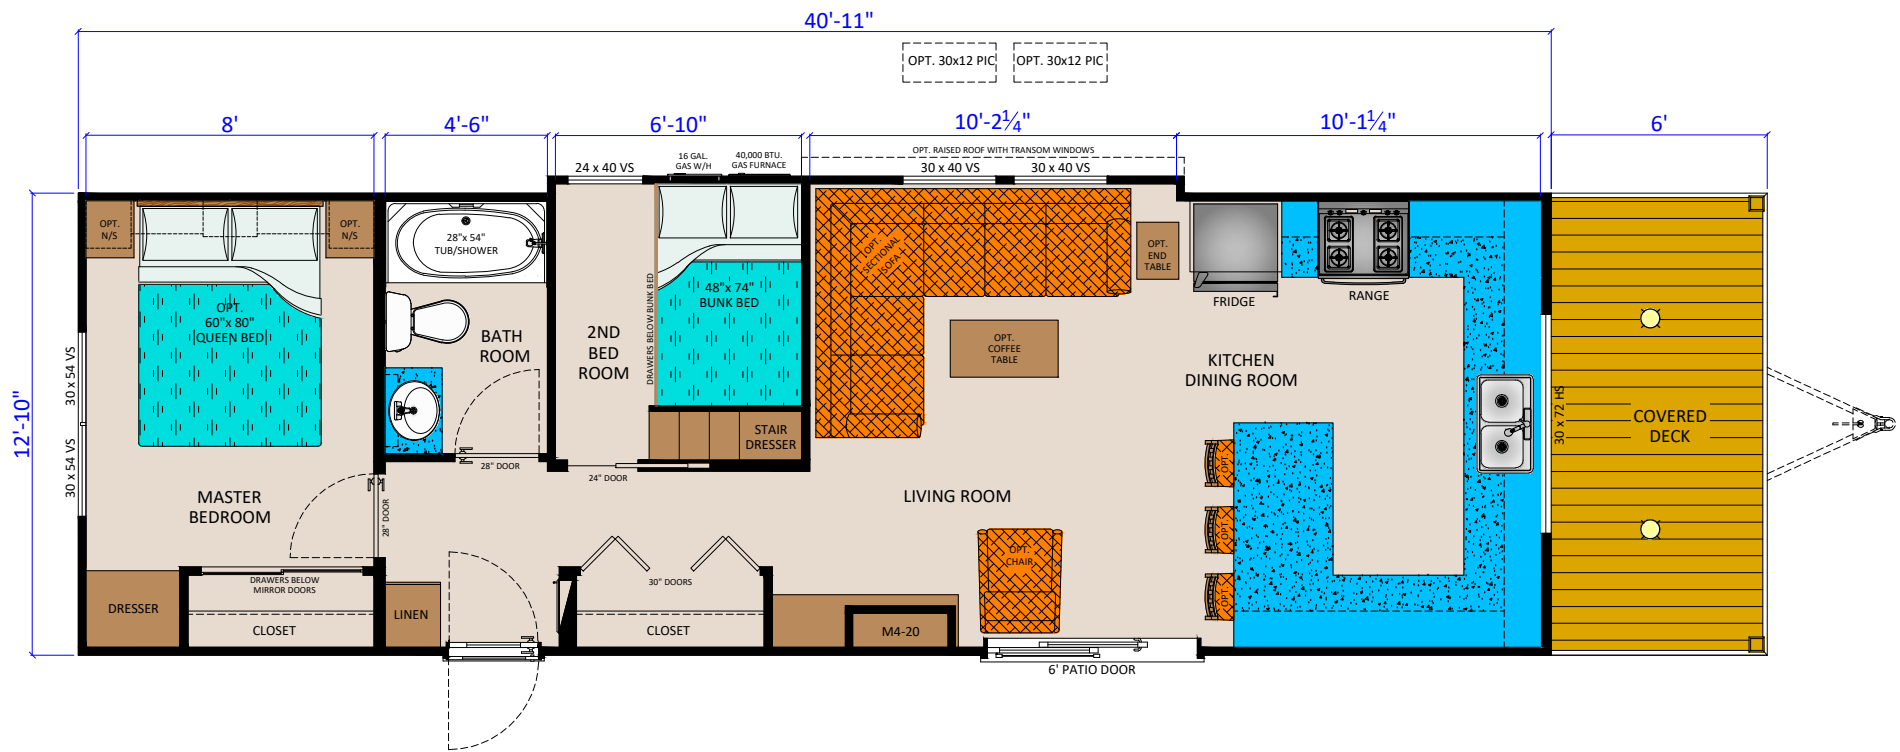 40'-11"
OPT. 30x12 PIC
OPT. 30x12 PIC
8'
4'-6"
6'-10"
10'-2¼"
10'-1¼"
6'
OPT. RAISED ROOF WITH TRANSOM WINDOWS
24 x 40 VS
16 GAL.
GAS W/H
40,000 BTU.
GAS FURNACE
30 x 40 VS
30 x 40 VS
12'-10"
30 x 54 VS
30 x 54 VS
OPT.
N/S
OPT.
N/S
OPT.
60"x 80"
QUEEN BED
MASTER
BEDROOM
28" DOOR
DRESSER
DRAWERS BELOW
MIRROR DOORS
CLOSET
28"x 54"
TUB/SHOWER
BATH
ROOM
28" DOOR
LINEN
2ND
BED
ROOM
DRAWERS BELOW BUNK BED
48"x 74"
BUNK BED
STAIR
DRESSER
24" DOOR
30" DOORS
CLOSET
OPT.
SECTIONAL
SOFA
OPT.
END
TABLE
OPT.
COFFEE
TABLE
LIVING ROOM
OPT.
CHAIR
M4-20
6' PATIO DOOR
FRIDGE
RANGE
KITCHEN
DINING ROOM
OPT.
OPT.
OPT.
30 x 72 HS
COVERED
DECK